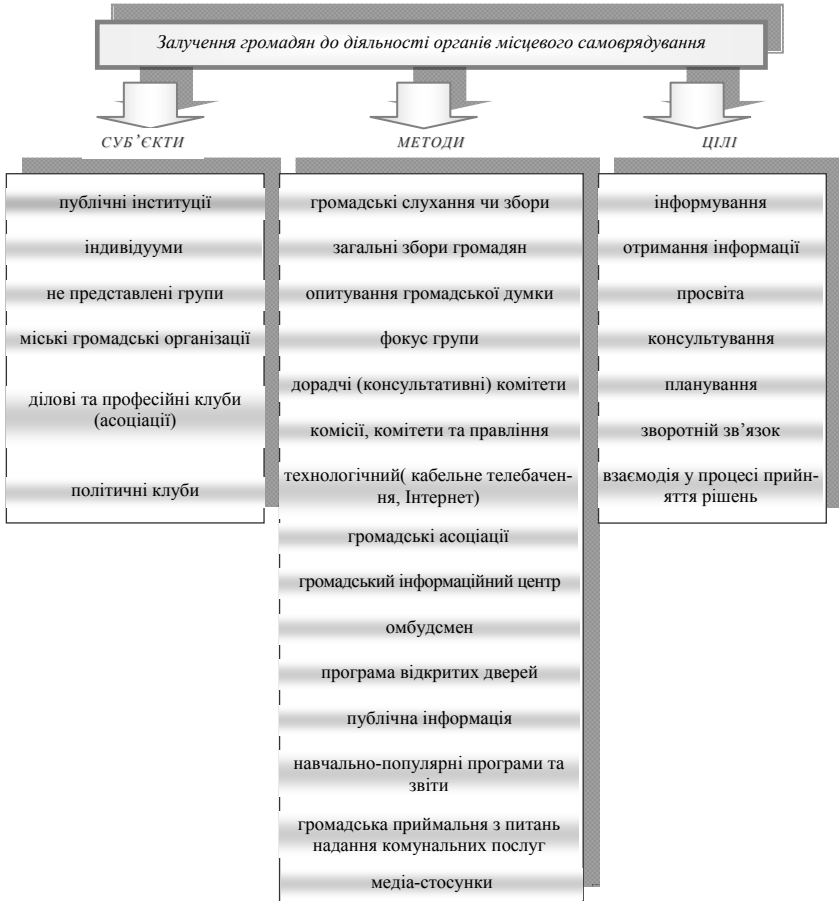 Залучення громадян до діяльності органів місцевого самоврядування
СУБ’ЄКТИ
публічні інституції
індивідууми
не представлені групи
міські громадські організації
ділові та професійні клуби
(асоціації)
політичні клуби
МЕТОДИ
громадські слухання чи збори
загальні збори громадян
опитування громадської думки
фокус групи
дорадчі (консультативні) комітети
комісії, комітети та правління
технологічний( кабельне телебачен-
ня, Інтернет)
громадські асоціації
громадський інформаційний центр
омбудсмен
програма відкритих дверей
публічна інформація
навчально-популярні програми та
звіти
громадська приймальня з питань
надання комунальних послуг
медіа-стосунки
ЦІЛІ
інформування
отримання інформації
просвіта
консультування
планування
зворотній зв’язок
взаємодія у процесі прийн-
яття рішень